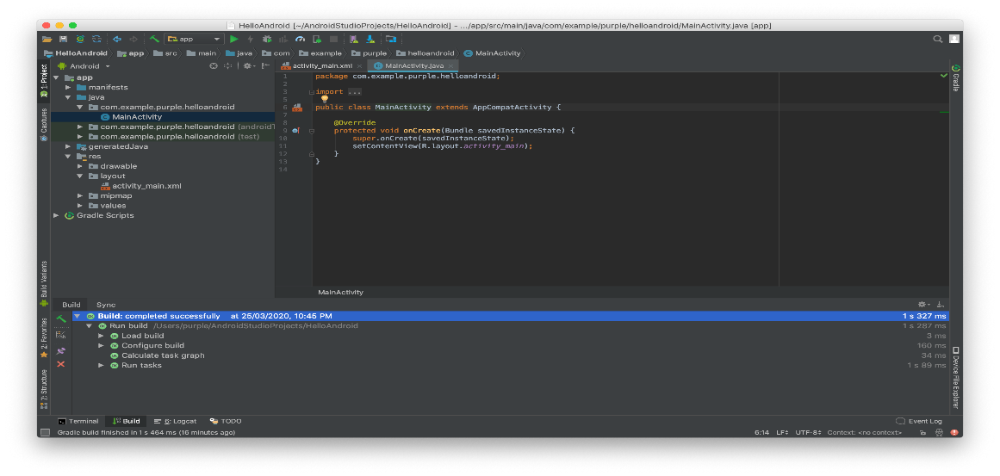 HelloAndroid [~/AndroidStudioProjects/HelloAndroid] - .../app/src/main/java/com/example/purple/helloandroid/MainActivity.java [app]
app
HelloAndroid app src main java com example purple helloandroid MainActivity
1: Project
Captures
Build Variants
2: Favorites
7: Structure
Android
app
manifests
java
com.example.purple.helloandroid
MainActivity
com.example.purple.helloandroid (androidT
com.example.purple.helloandroid (test)
generatedJava
res
drawable
layout
activity_main.xml
mipmap
values
Gradle Scripts
activity_main.xml MainActivity.java
1 package com.example.purple.helloandroid;
2
3 import ...
5
6 public class MainActivity extends AppCompatActivity {
7
8 @Override
9 protected void onCreate(Bundle savedInstanceState) {
10 super.onCreate(savedInstanceState);
11 setContentView(R.layout.activity_main);
12 }
13 }
14
MainActivity
Gradle
Device File Explorer
Build Sync
Build: completed successfully at 25/03/2020, 10:45 PM 1 s 327 ms
Run build /Users/purple/AndroidStudioProjects/HelloAndroid 1 s 287 ms
Load build 3 ms
Configure build 160 ms
Calculate task graph 34 ms
Run tasks 1 s 89 ms
Terminal Build 6: Logcat TODO Event Log
Gradle build finished in 1 s 464 ms (16 minutes ago) 6:14 LF UTF-8 Context: <no context>